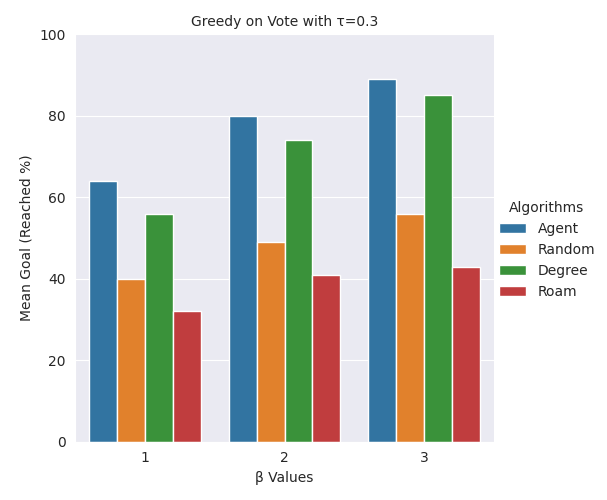 Greedy on Vote with τ=0.3
100
80
60
40
20
0
Mean Goal (Reached %)
1 2 3
β Values
Algorithms
Agent
Random
Degree
Roam